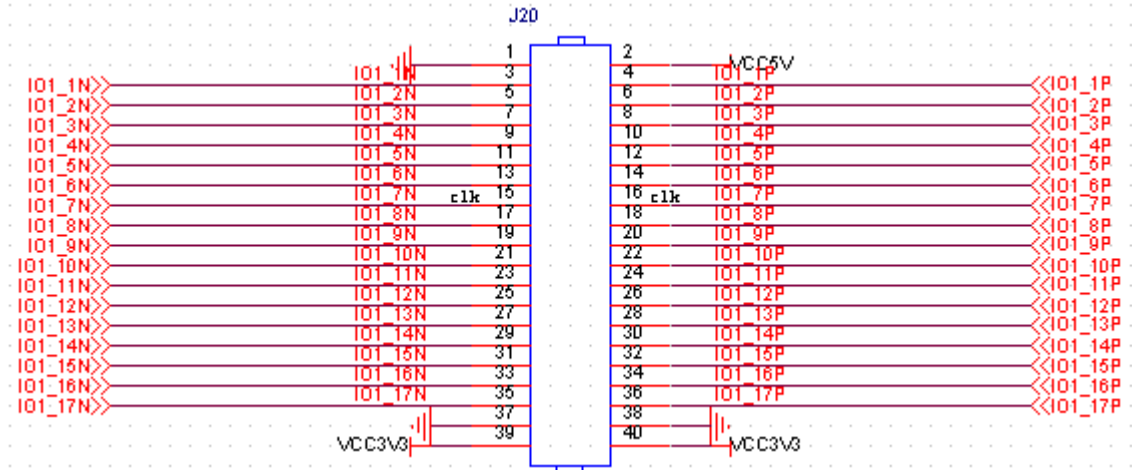 J20
1 2
VCC5V
IO1_1N 3 4 IO1_1P
IO1_1N IO1_1P
IO1_2N 5 6 IO1_2P
IO1_2N IO1_2P
IO1_3N 7 8 IO1_3P
IO1_3N IO1_3P
IO1_4N 9 10 IO1_4P
IO1_4N IO1_4P
IO1_5N 11 12 IO1_5P
IO1_5N IO1_5P
IO1_6N 13 14 IO1_6P
IO1_6N IO1_6P
IO1_7N clk 15 16 clk IO1_7P
IO1_7N IO1_7P
IO1_8N 17 18 IO1_8P
IO1_8N IO1_8P
IO1_9N 19 20 IO1_9P
IO1_9N IO1_9P
IO1_10N 21 22 IO1_10P
IO1_10N IO1_10P
IO1_11N 23 24 IO1_11P
IO1_11N IO1_11P
IO1_12N 25 26 IO1_12P
IO1_12N IO1_12P
IO1_13N 27 28 IO1_13P
IO1_13N IO1_13P
IO1_14N 29 30 IO1_14P
IO1_14N IO1_14P
IO1_15N 31 32 IO1_15P
IO1_15N IO1_15P
IO1_16N 33 34 IO1_16P
IO1_16N IO1_16P
IO1_17N 35 36 IO1_17P
IO1_17N IO1_17P
37 38
39 40
VCC3V3 VCC3V3